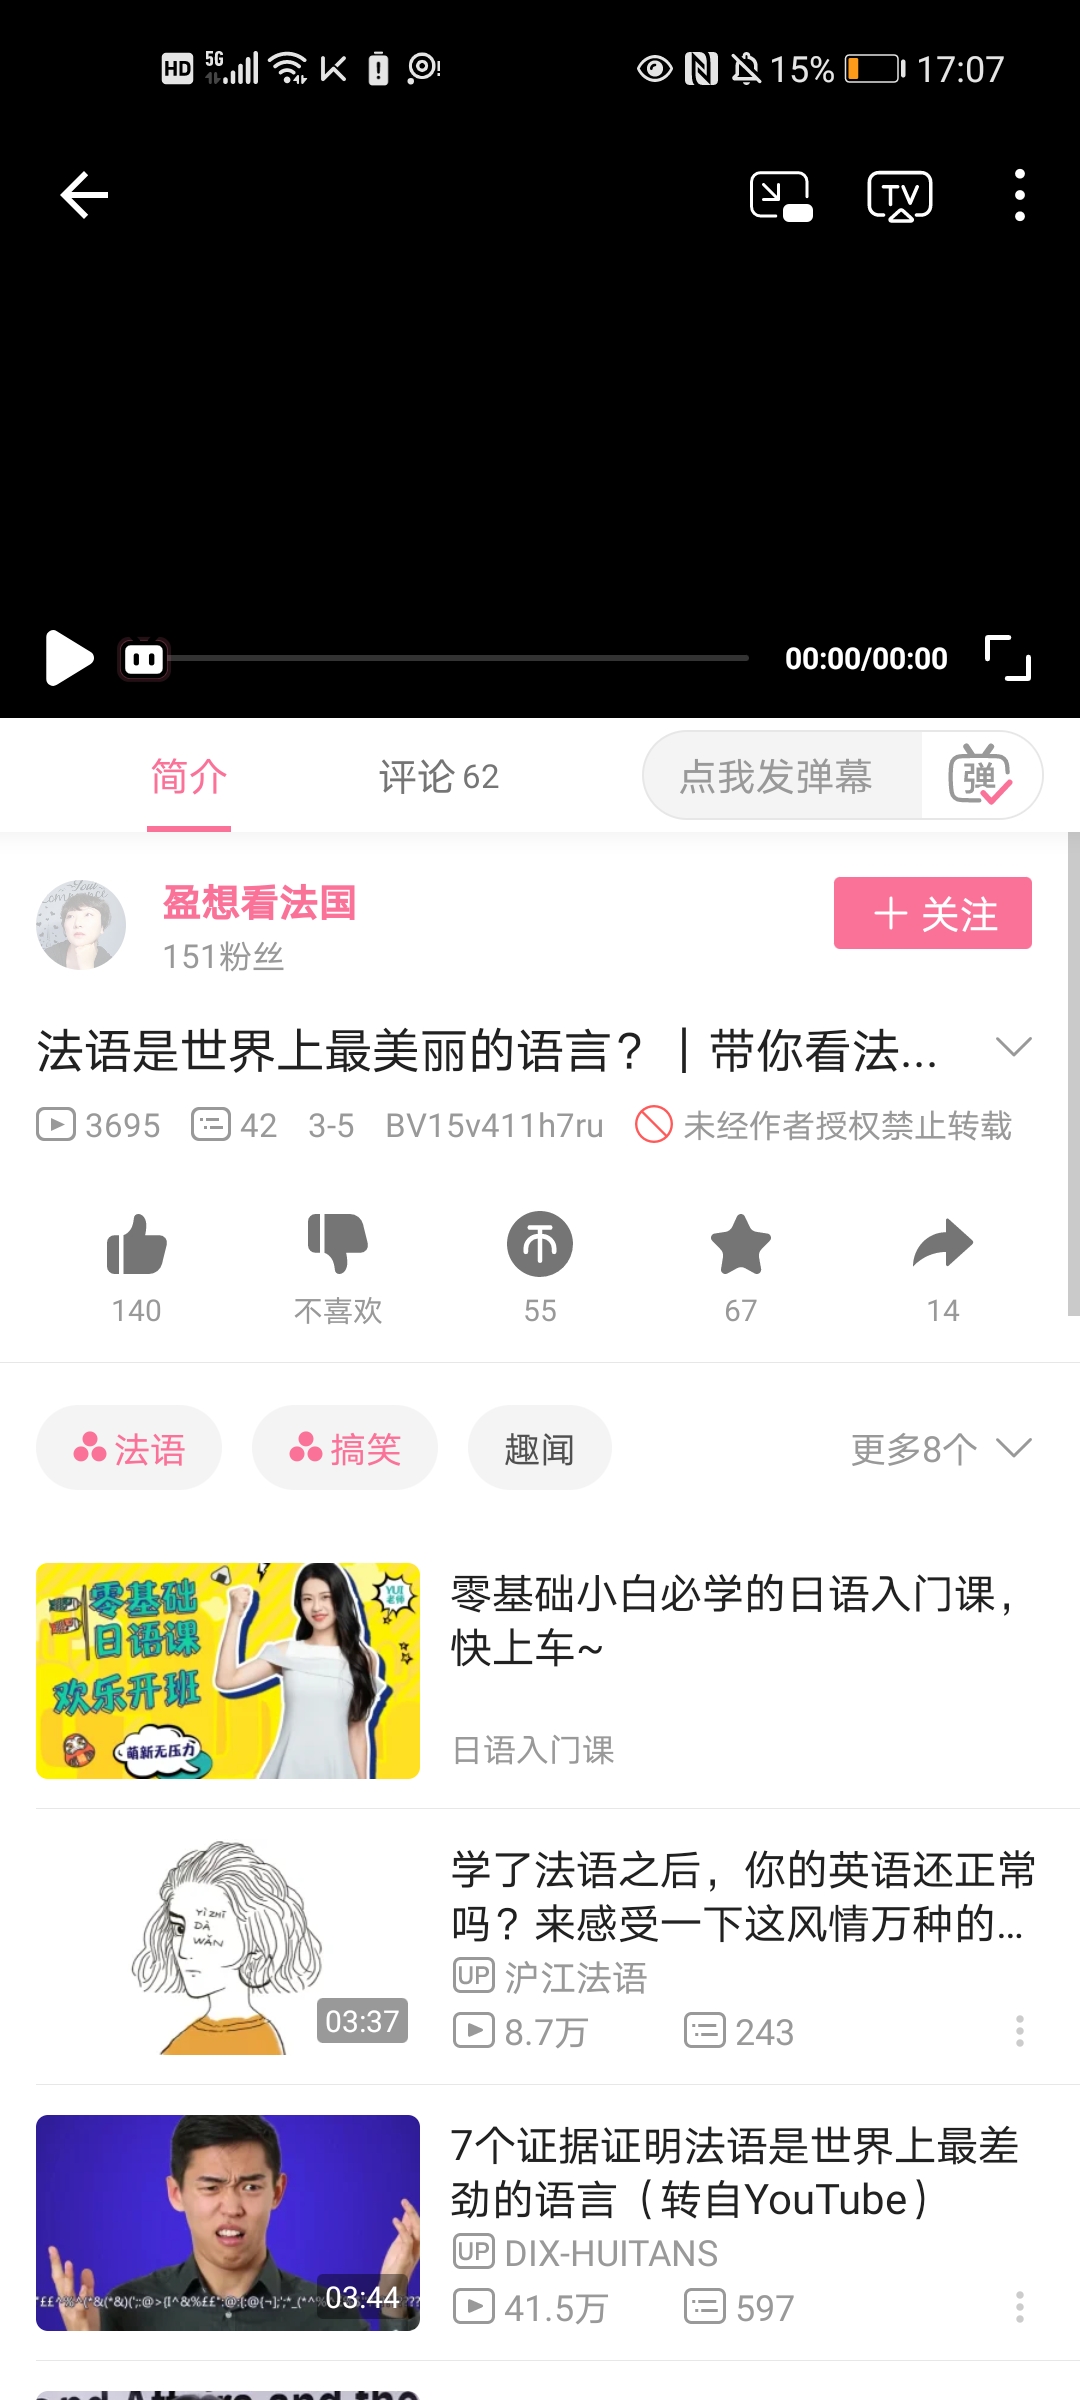 HD 5G 15% 17:07
TV
00:00/00:00
简介 评论 62 点我发弹幕 弹
盈想看法国
151粉丝
+ 关注
法语是世界上最美丽的语言？｜带你看法...
3695 42 3-5 BV15v411h7ru 未经作者授权禁止转载
140 不喜欢 55 67 14
法语 搞笑 趣闻 更多8个
零基础
日语课
欢乐开班
YUI
老师
萌新无压力
零基础小白必学的日语入门课，
快上车~
日语入门课
YÌ ZHĪ
DÀ
WǍN
03:37
学了法语之后，你的英语还正常
吗？来感受一下这风情万种的...
UP 沪江法语
8.7万 243
03:44
7个证据证明法语是世界上最差
劲的语言（转自YouTube）
UP DIX-HUITANS
41.5万 597
and the